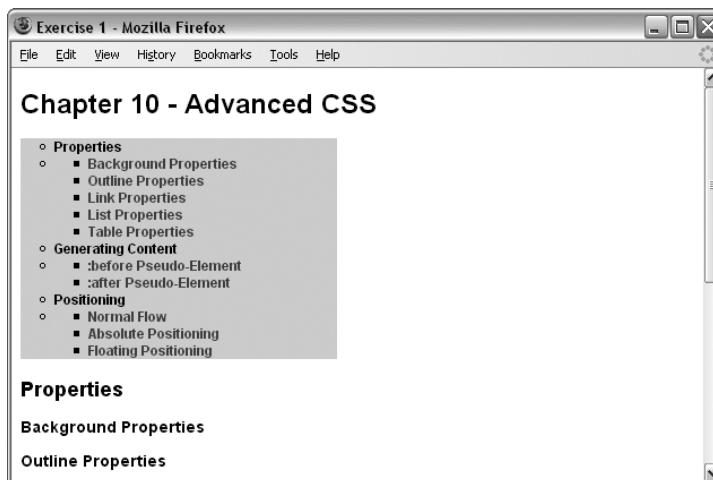 Exercise 1 - Mozilla Firefox
File Edit View History Bookmarks Tools Help
Chapter 10 - Advanced CSS
Properties
Background Properties
Outline Properties
Link Properties
List Properties
Table Properties
Generating Content
:before Pseudo-Element
:after Pseudo-Element
Positioning
Normal Flow
Absolute Positioning
Floating Positioning
Properties
Background Properties
Outline Properties